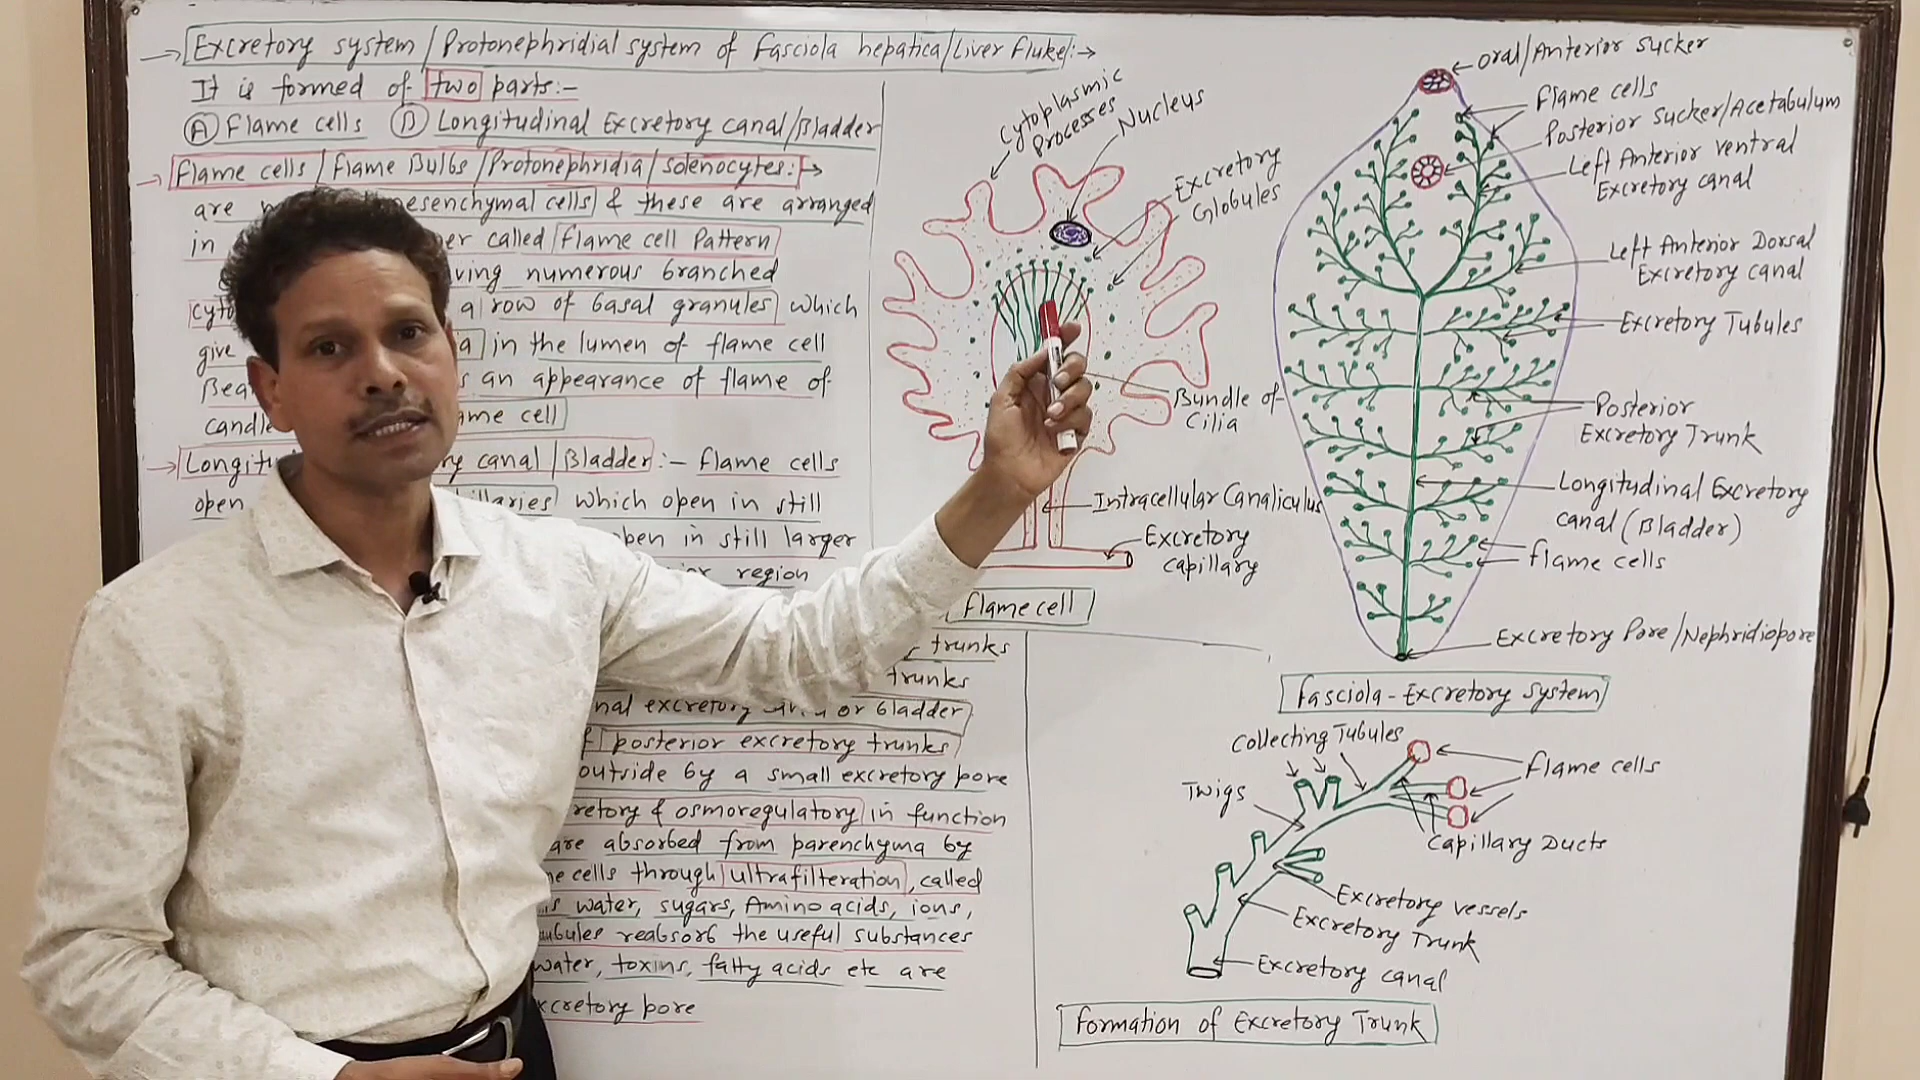 → Excretory system/Protonephridial system of Fasciola hepatica/Liver Fluke:→
It is formed of two parts:-
Ⓐ Flame cells Ⓑ Longitudinal Excretory canal/Bladder
→ Flame cells/Flame Bulbs/Protonephridia/Solenocytes:→
are mesenchymal cells & these are arranged
in called flame cell Pattern
numerous branched
a row of basal granules which
give in the lumen of flame cell
an appearance of flame of
candle cell
→ canal/Bladder:- flame cells
open which open in still
open in still larger
region
trunks
trunks
excretory or bladder
posterior excretory trunks
outside by a small excretory pore
& osmoregulatory in function
are absorbed from parenchyma by
cells through ultrafilteration, called
water, sugars, Amino acids, ions,
reabsorb the useful substances
water, toxins, fatty acids etc are
pore
Cytoplasmic
Processes
Nucleus
Excretory
Globules
Bundle of
Cilia
Intracellular Canaliculus
Excretory
Capillary
flame cell
Oral/Anterior Sucker
Flame cells
Posterior Sucker/Acetabulum
Left Anterior ventral
Excretory canal
Left Anterior Dorsal
Excretory canal
Excretory Tubules
Posterior
Excretory Trunk
Longitudinal Excretory
canal (Bladder)
flame cells
Excretory Pore/Nephridiopore
Fasciola-Excretory System
Collecting Tubules
Flame cells
Twigs
Capillary Ducts
Excretory vessels
Excretory Trunk
Excretory canal
Formation of Excretory Trunk